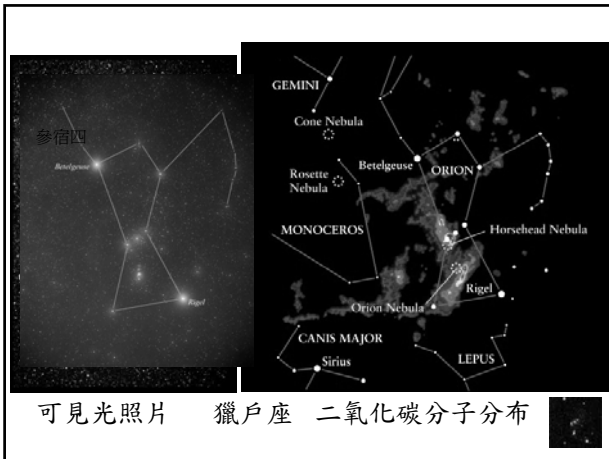 參宿四
Betelgeuse
Rigel
GEMINI
Cone Nebula
Betelgeuse
ORION
Rosette
Nebula
MONOCEROS
Horsehead Nebula
Rigel
Orion Nebula
CANIS MAJOR
Sirius
LEPUS
可見光照片 獵戶座 二氧化碳分子分布